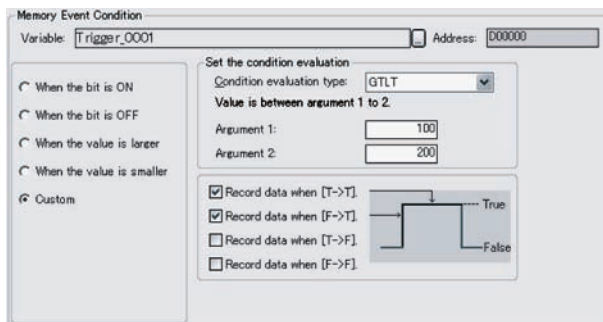 Memory Event Condition
Variable: Trigger_0001 ... Address: D00000
When the bit is ON
When the bit is OFF
When the value is larger
When the value is smaller
Custom
Set the condition evaluation
Condition evaluation type: GTLT
Value is between argument 1 to 2.
Argument 1: 100
Argument 2: 200
Record data when [T->T].
Record data when [F->T].
Record data when [T->F].
Record data when [F->F].
True
False